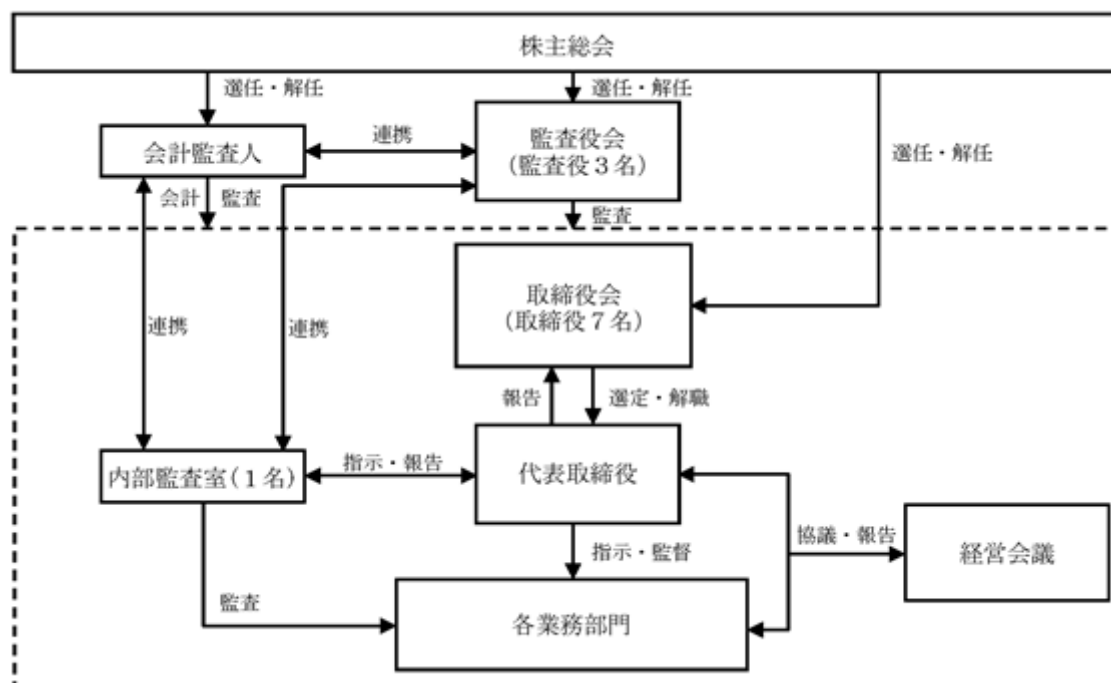 株主総会
選任・解任
選任・解任
選任・解任
会計監査人
連携
監査役会
(監査役3名)
会計 監査
監査
取締役会
(取締役7名)
連携
連携
報告
選定・解職
内部監査室(1名)
指示・報告
代表取締役
協議・報告
経営会議
指示・監督
監査
各業務部門